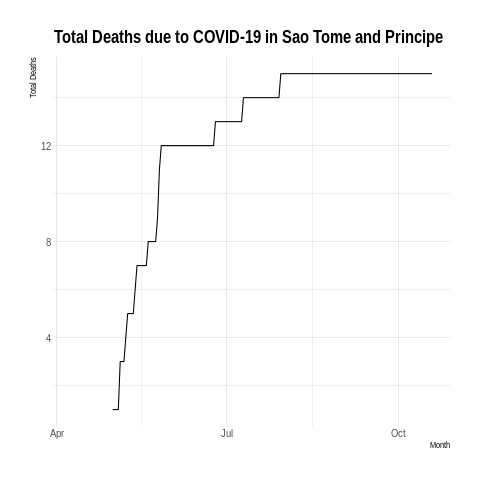 Total Deaths due to COVID-19 in Sao Tome and Principe
Total Deaths
12
8
4
Apr
Jul
Oct
Month